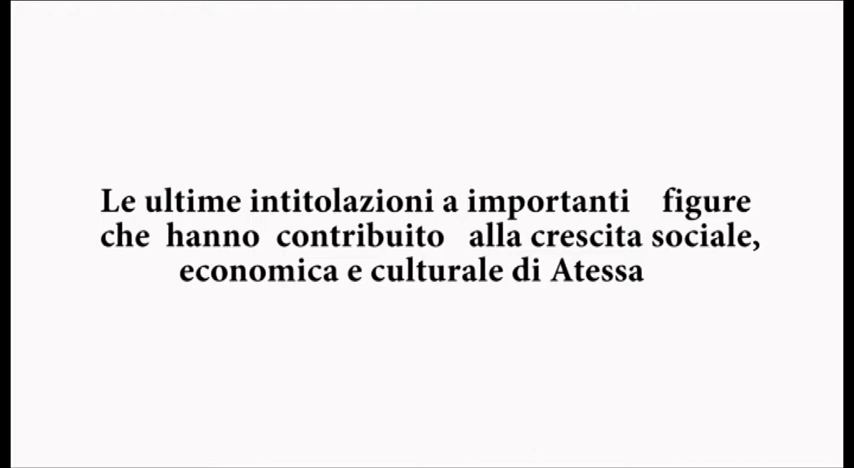 Le ultime intitolazioni a importanti figure
che hanno contribuito alla crescita sociale,
economica e culturale di Atessa